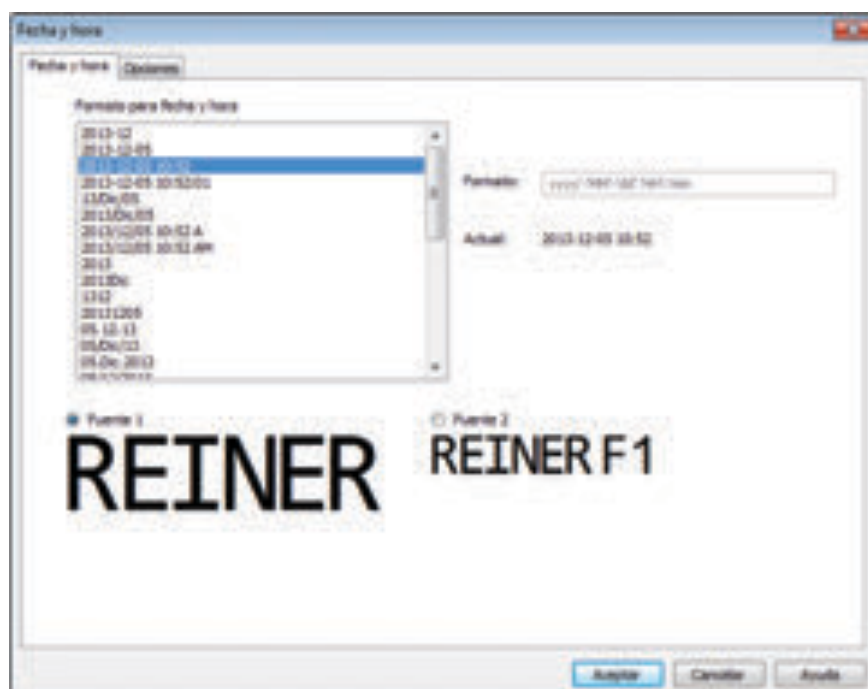 Fecha y hora
Fecha y hora Opciones
Formato para fecha y hora
2013-12
2013-12-05
2013-12-05 10:52
2013-12-05 10:52:01
13/Dic/05
2013/Dic/05
2013/12/05 10:52 A
2013/12/05 10:52 AM
2013
2013Dic
1312
20131205
05.12.13
05/Dic/13
05.Dic.2013
Formato:
Actual: 2013-12-05 10:52
Fuente 1
REINER
Fuente 2
REINER F1
Aceptar Cancelar Ayuda